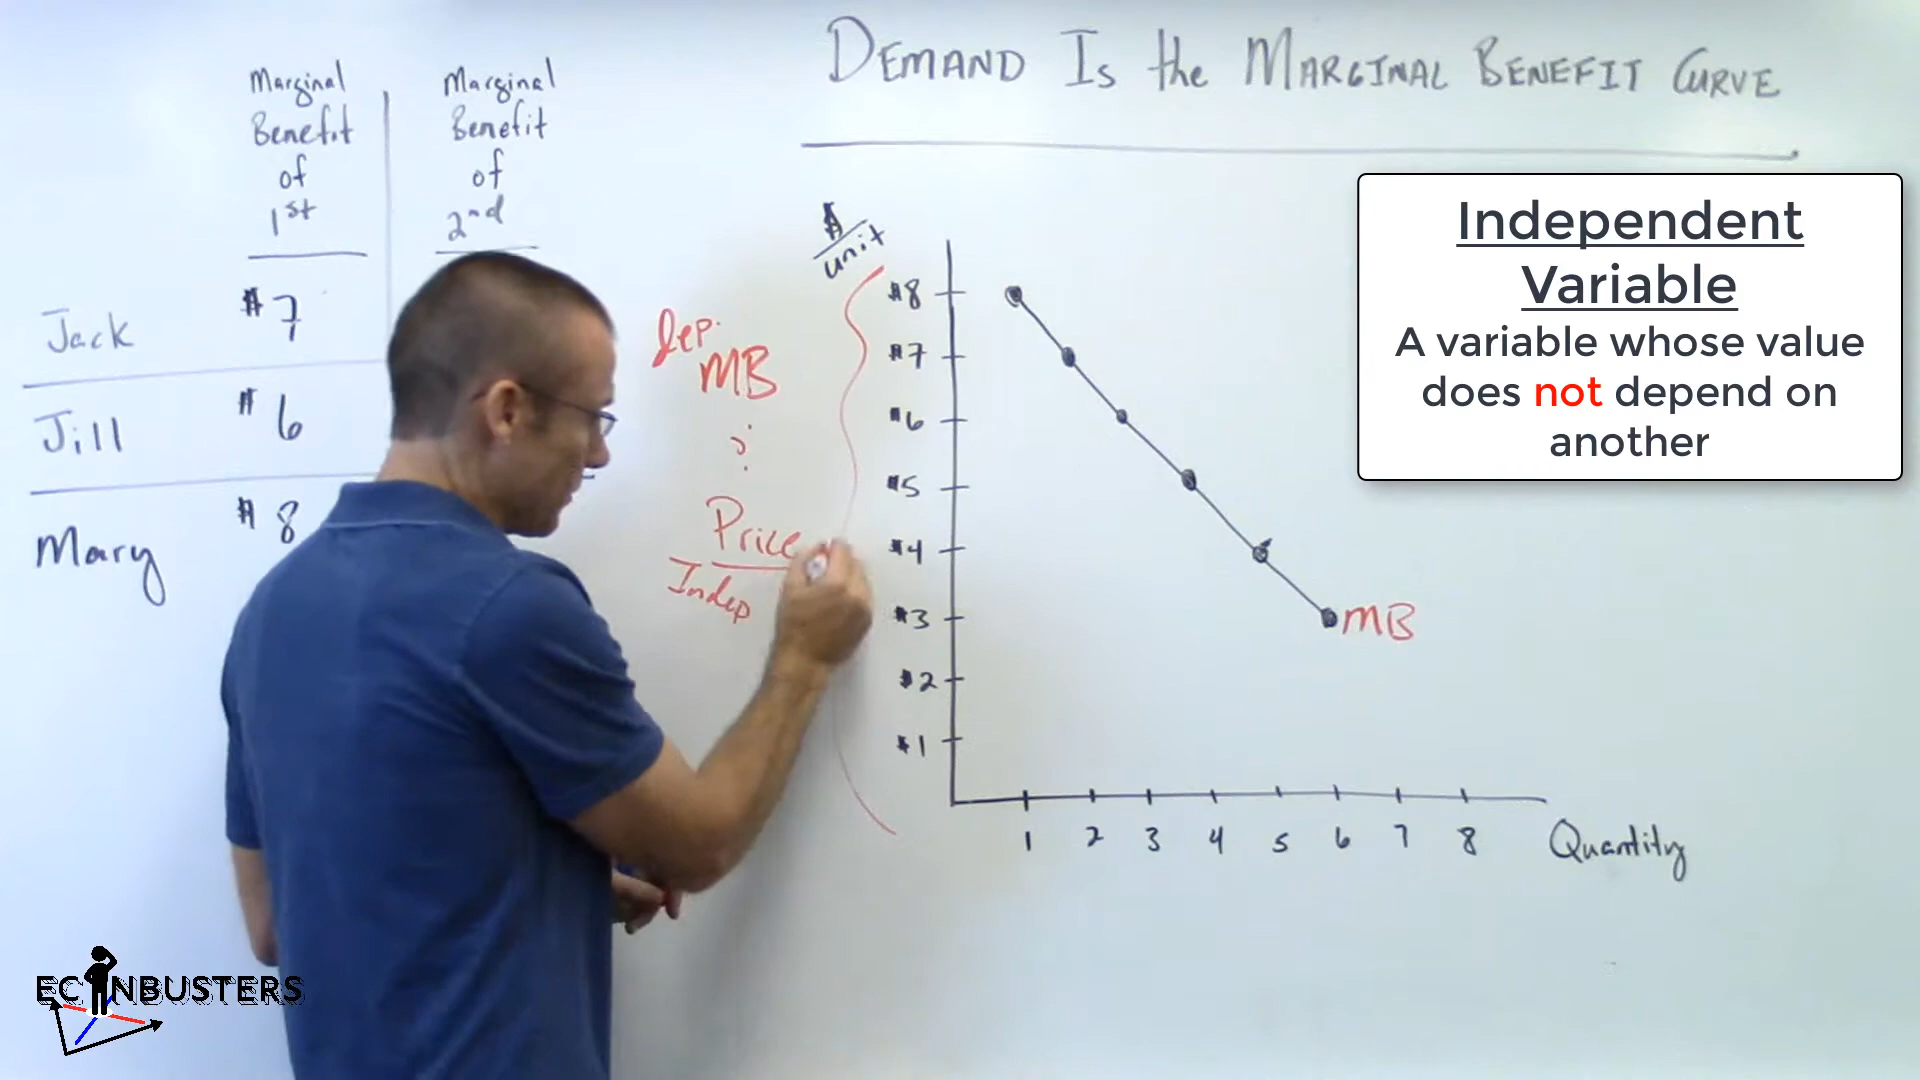 DEMAND IS the MARGINAL BENEFIT CURVE
Marginal
Benefit
of
1st
Marginal
Benefit
of
2nd
Jack $7
Jill $6
Mary $8
dep.
MB
Price
Indep
$/unit
$8
$7
$6
$5
$4
$3
$2
$1
MB
1 2 3 4 5 6 7 8
Quantity
Independent
Variable
A variable whose value
does not depend on
another
ECONBUSTERS